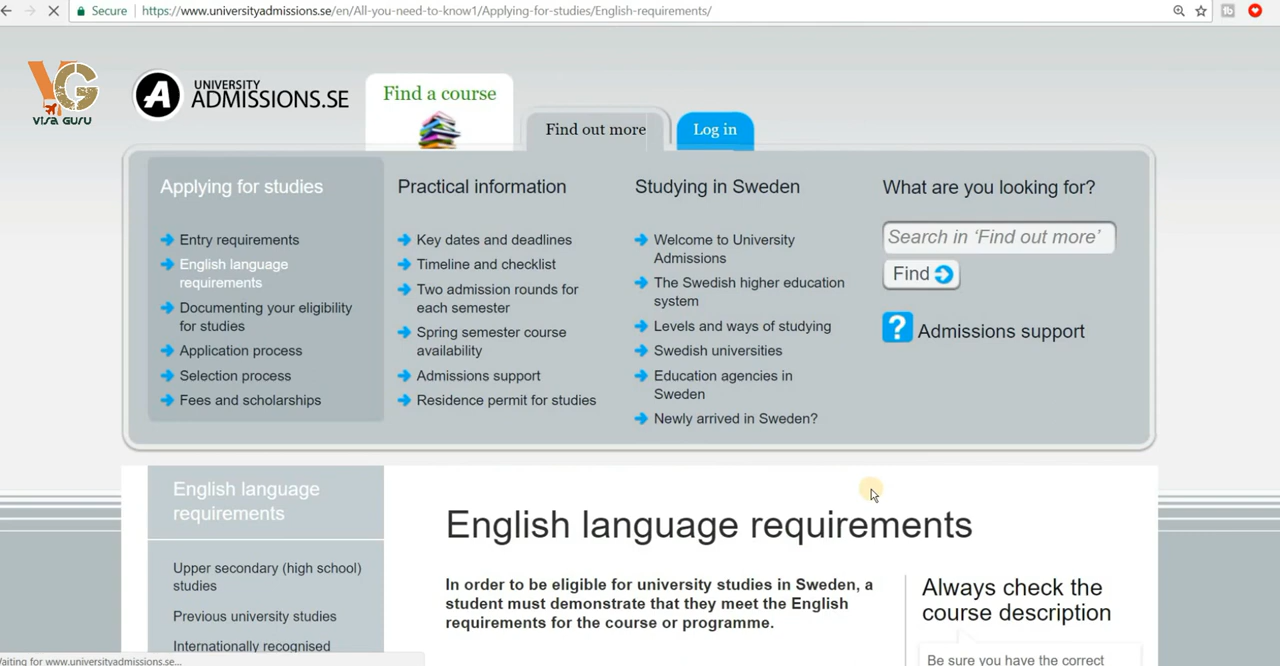 Secure
https://www.universityadmissions.se/en/All-you-need-to-know1/Applying-for-studies/English-requirements/
VG
VISA GURU
A
UNIVERSITY
ADMISSIONS.SE
Find a course
Find out more
Log in
Applying for studies
Entry requirements
English language
requirements
Documenting your eligibility
for studies
Application process
Selection process
Fees and scholarships
Practical information
Key dates and deadlines
Timeline and checklist
Two admission rounds for
each semester
Spring semester course
availability
Admissions support
Residence permit for studies
Studying in Sweden
Welcome to University
Admissions
The Swedish higher education
system
Levels and ways of studying
Swedish universities
Education agencies in
Sweden
Newly arrived in Sweden?
What are you looking for?
Search in ‘Find out more’
Find
? Admissions support
English language
requirements
Upper secondary (high school)
studies
Previous university studies
Internationally recognised
English language requirements
In order to be eligible for university studies in Sweden, a
student must demonstrate that they meet the English
requirements for the course or programme.
Always check the
course description
Be sure you have the correct
Waiting for www.universityadmissions.se...